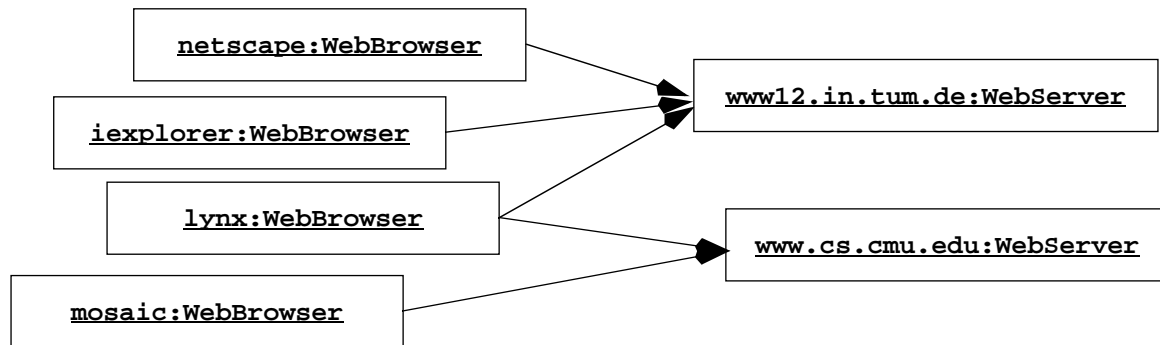 netscape:WebBrowser
www12.in.tum.de:WebServer
iexplorer:WebBrowser
lynx:WebBrowser
www.cs.cmu.edu:WebServer
mosaic:WebBrowser